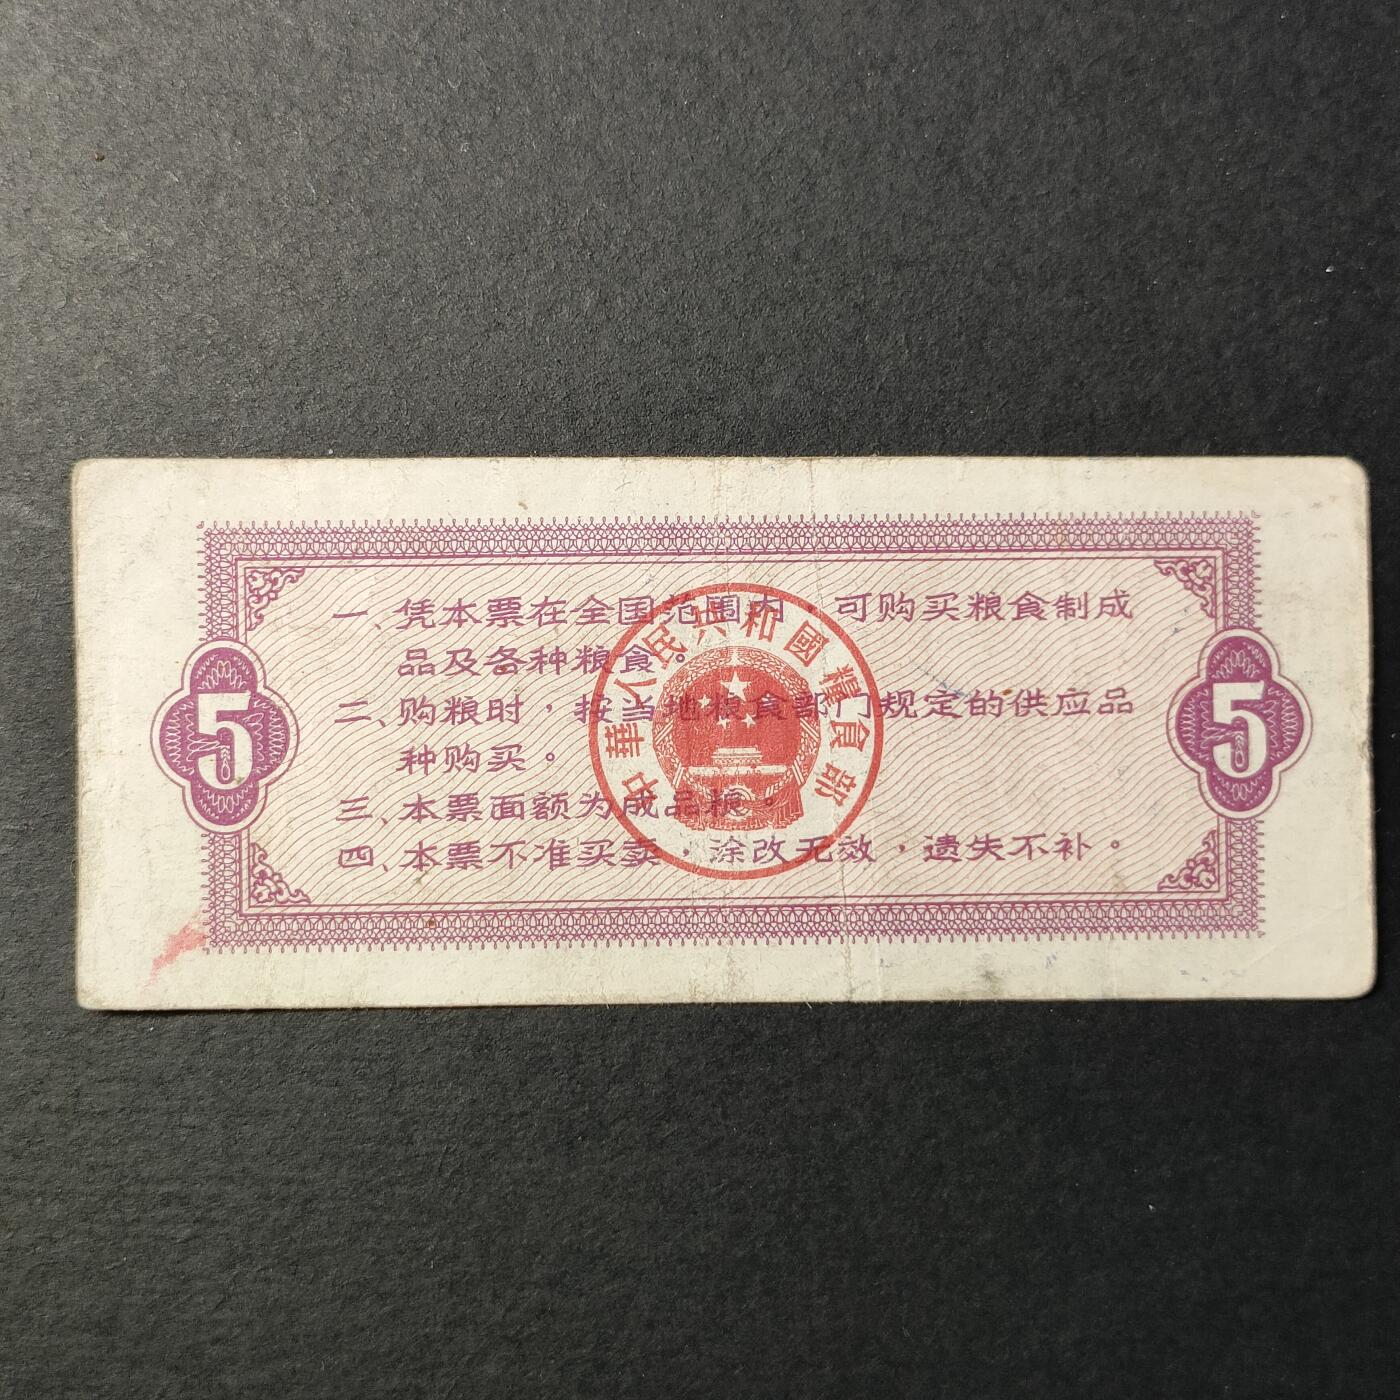 一、凭本票在全国范围内，可购买粮食制成
品及各种粮食。
二、购粮时，按当地粮食部门规定的供应品
种购买。
三、本票面额为成品粮。
四、本票不准买卖，涂改无效，遗失不补。
5
5
中華人民共和國糧食部